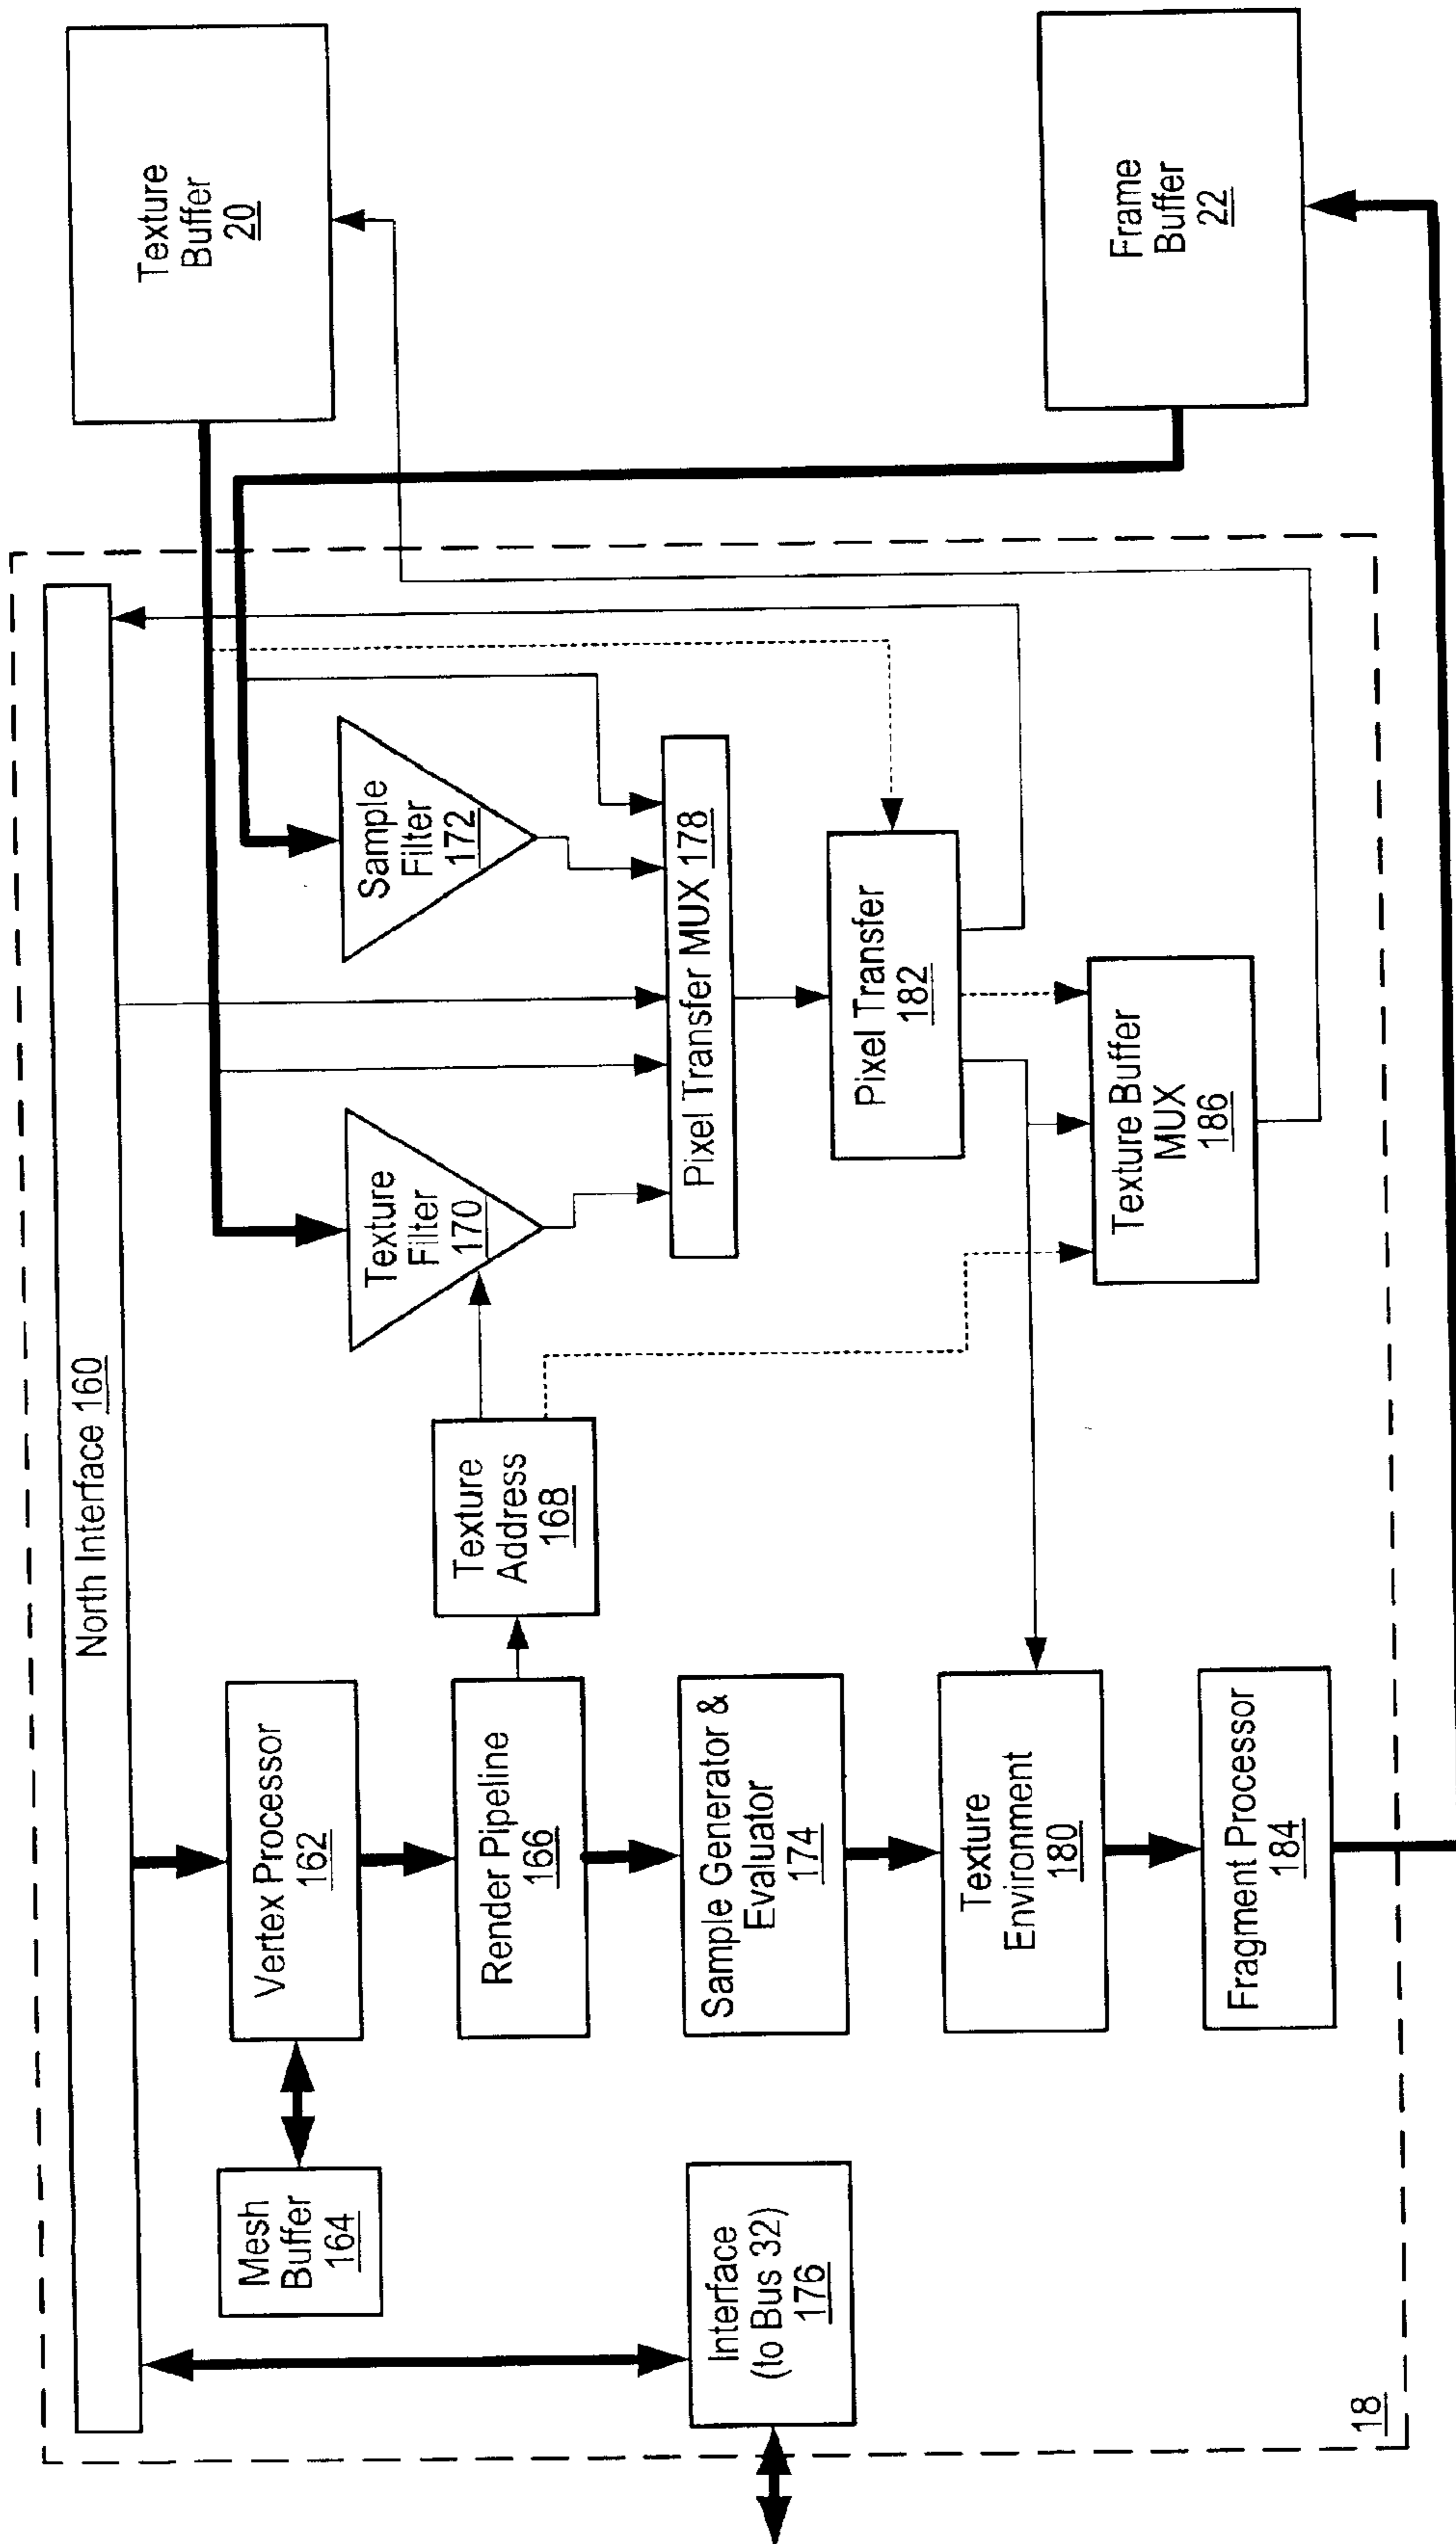 North Interface 160
Mesh
Buffer
164
Vertex Processor
162
Render Pipeline
166
Texture
Address
168
Texture
Filter
170
Sample
Filter
172
Interface
(to Bus 32)
176
Sample Generator &
Evaluator
174
Pixel Transfer MUX 178
Texture
Environment
180
Pixel Transfer
182
Fragment Processor
184
Texture Buffer
MUX
186
18
Texture
Buffer
20
Frame
Buffer
22